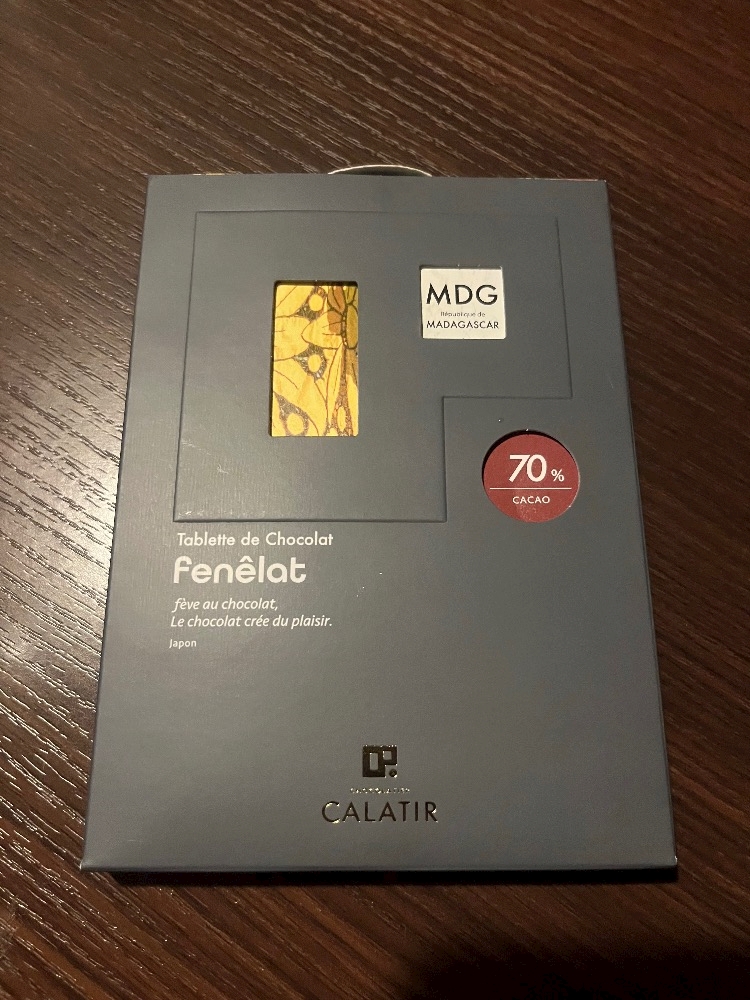 MDG
République de
MADAGASCAR
70%
CACAO
Tablette de Chocolat
fenêlat
fève au chocolat,
Le chocolat crée du plaisir.
Japon
CALATIR